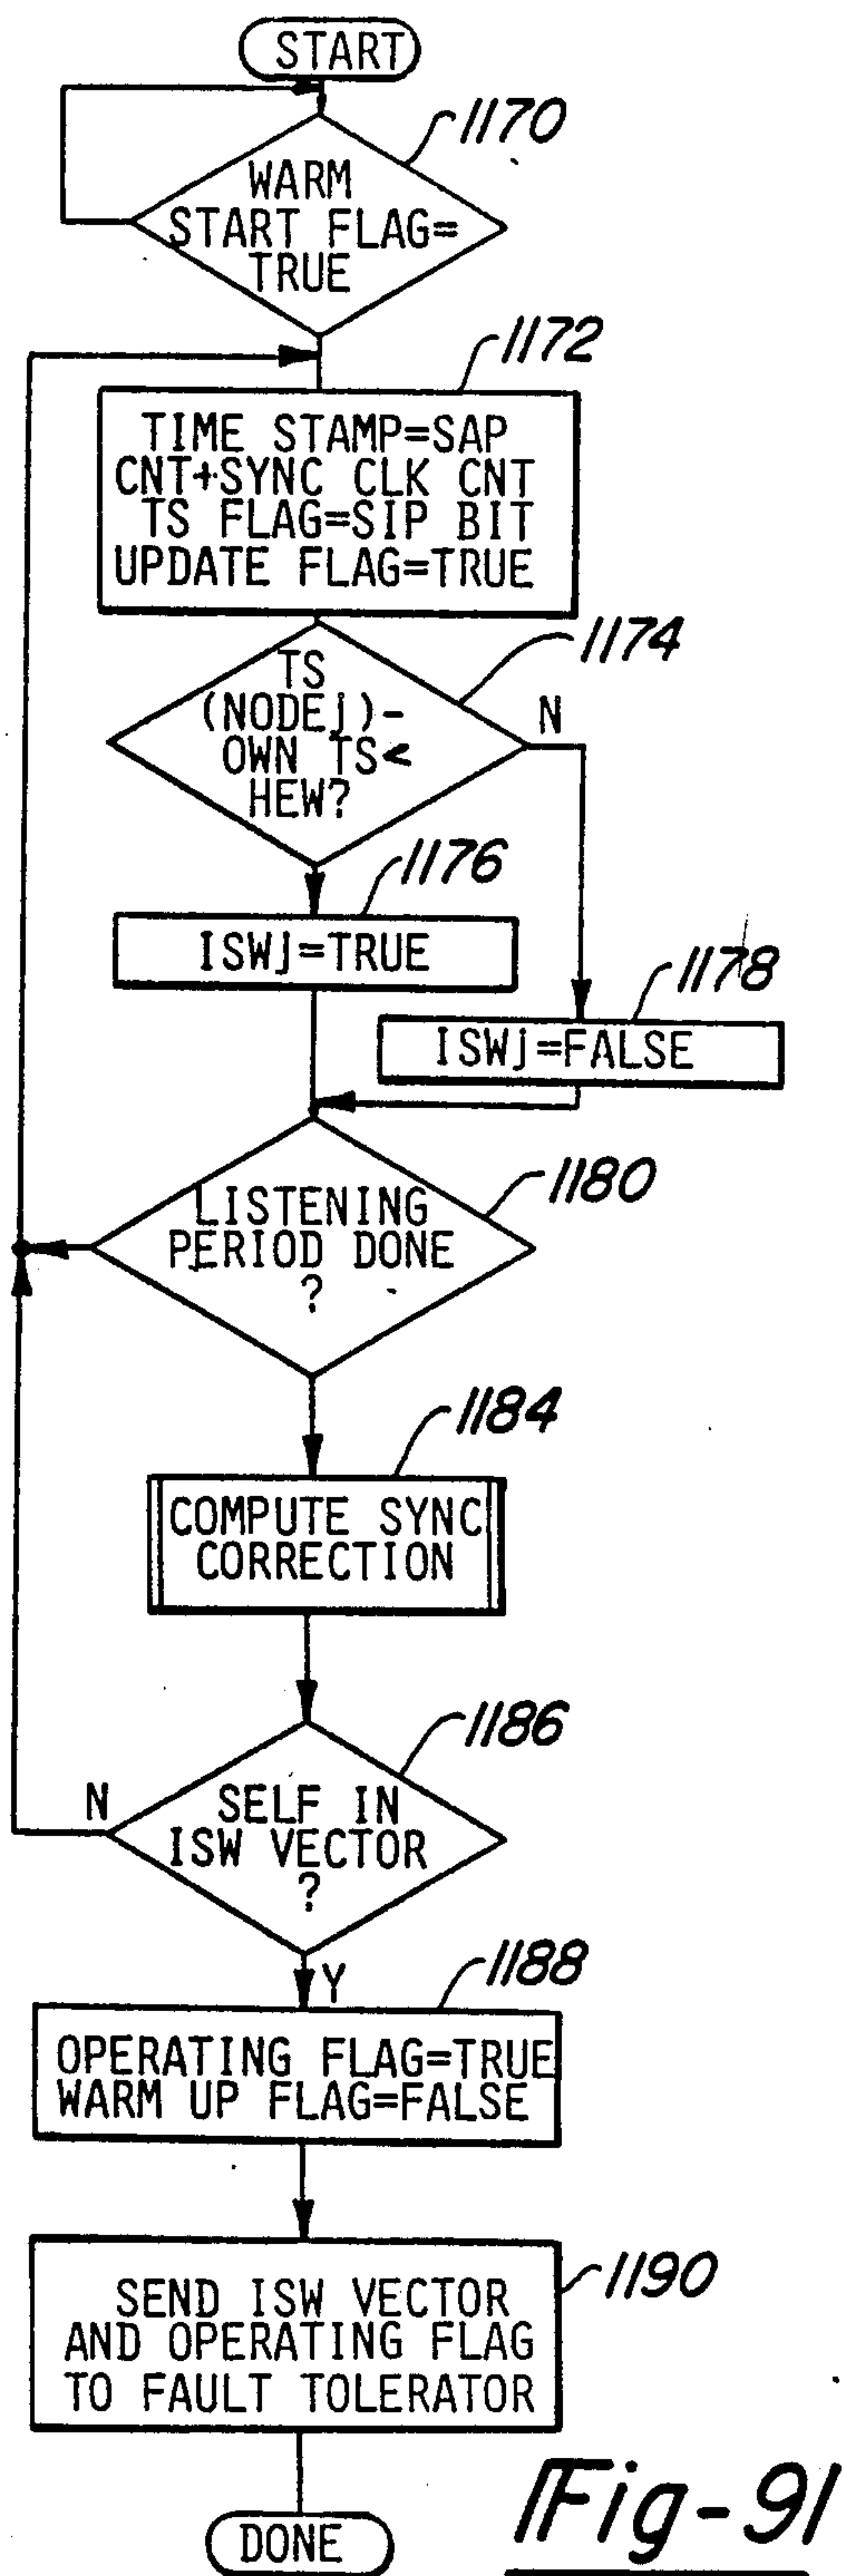 START
1170
WARM
START FLAG=
TRUE
1172
TIME STAMP=SAP
CNT+SYNC CLK CNT
TS FLAG=SIP BIT
UPDATE FLAG=TRUE
1174
TS
(NODEj)-
OWN TS<
HEW?
N
1176
ISWJ=TRUE
1178
ISWj=FALSE
1180
LISTENING
PERIOD DONE
?
1184
COMPUTE SYNC
CORRECTION
1186
SELF IN
ISW VECTOR
?
N
Y
1188
OPERATING FLAG=TRUE
WARM UP FLAG=FALSE
1190
SEND ISW VECTOR
AND OPERATING FLAG
TO FAULT TOLERATOR
DONE
Fig-91